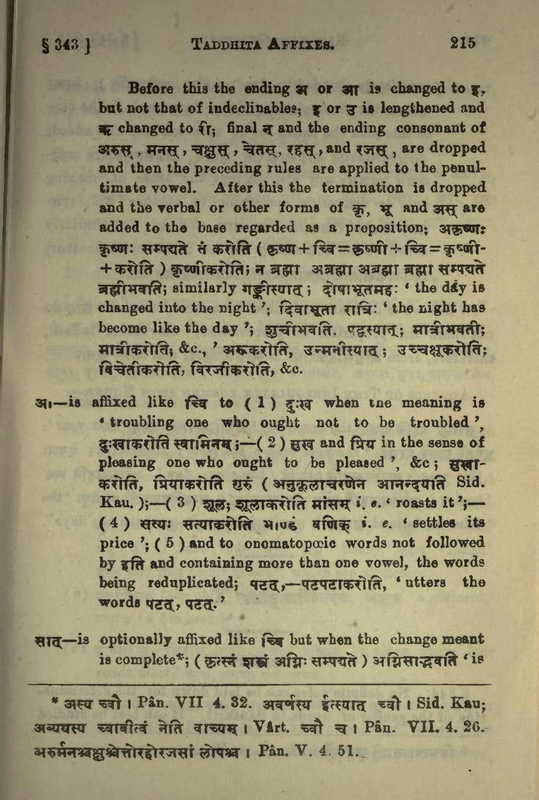 § 343 ] TADDHITA AFFIXES. 215
Before this the ending अ or आ is changed to इ,
but not that of indeclinables; इ or उ is lengthened and
ऋ changed to री; final न् and the ending consonant of
अरुस्, मनस्, चक्षुस्, चेतस्, रहस्, and रजस्, are dropped
and then the preceding rules are applied to the penul-
timate vowel. After this the termination is dropped
and the verbal or other forms of कृ, भू and अस् are
added to the base regarded as a proposition; अकृष्णः
कृष्णः सम्पद्यते तं करोति ( कृष्ण + च्वि = कृष्णी + च्वि = कृष्णी-
+ करोति ) कृष्णीकरोति; न ब्रह्मा अब्रह्मा अब्रह्मा ब्रह्मा सम्पद्यते
ब्रह्मीभवति; similarly गङ्गीस्यात्; दोषाभूतमहः ' the day is
changed into the night '; दिवाभूता रात्रिः ' the night has
become like the day '; शुचीभवति, पटूस्यात्; मात्रीभवती;
मात्रीकरोति, &c., ' अरूकरोति, उन्मनीस्यात्; उच्चक्षूकरोति;
विचेतीकरोति, विरजीकरोति, &c.
आ—is affixed like च्वि to ( 1 ) दुःख when the meaning is
' troubling one who ought not to be troubled ',
दुःखाकरोति स्वामिनम्;—( 2 ) सुख and प्रिय in the sense of
pleasing one who ought to be pleased ', &c; सुखा-
करोति, प्रियाकरोति गुरुं ( अनुकूलाचरणेन आनन्दयति Sid.
Kau. );—( 3 ) शूल; शूलाकरोति मांसम् i. e. ' roasts it ';—
( 4 ) सत्यः सत्याकरोति भाण्डं वणिक् i. e. ' settles its
price '; ( 5 ) and to onomatopœic words not followed
by इति and containing more than one vowel, the words
being reduplicated; पटत्,—पटपटाकरोति, ' utters the
words पटत्, पटत्.'
सात्—is optionally affixed like च्वि but when the change meant
is complete*; ( कृत्स्नं शस्त्रं अग्निः सम्पद्यते ) अग्निसाद्भवति ' is
* अस्य च्वौ । Pân. VII 4. 32. अवर्णस्य ईत्स्यात् च्वौ । Sid. Kau;
अव्ययस्य च्वावीत्वं नेति वाच्यम् । Vârt. च्वौ च । Pân. VII. 4. 26.
अरुर्मनश्चक्षुश्चेतोरहोरजसां लोपश्च । Pân. V. 4. 51.